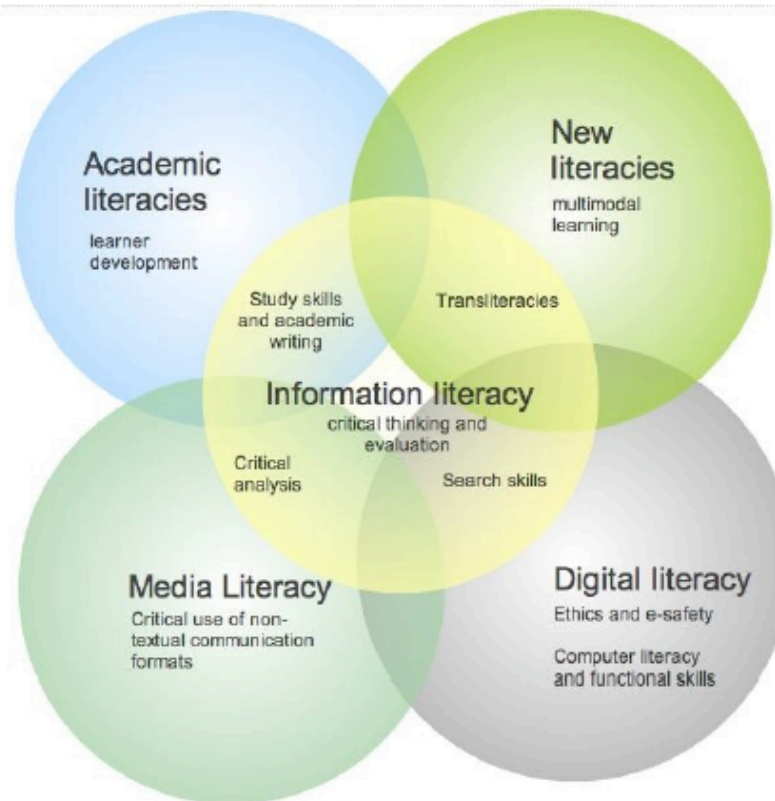 Academic
literacies
learner
development
New
literacies
multimodal
learning
Study skills
and academic
writing
Transliteracies
Information literacy
critical thinking and
evaluation
Critical
analysis
Search skills
Media Literacy
Critical use of non-
textual communication
formats
Digital literacy
Ethics and e-safety
Computer literacy
and functional skills